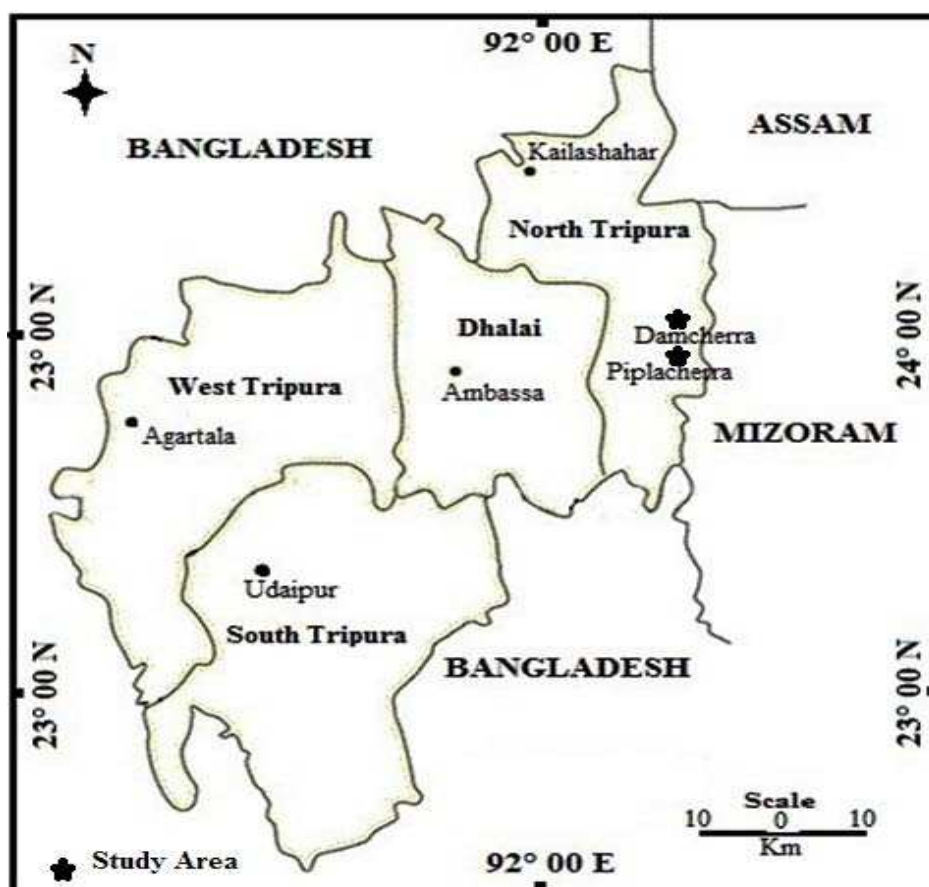 92° 00 E
N
BANGLADESH
ASSAM
Kailashahar
North Tripura
23° 00 N
24° 00 N
Dhalai
Damcherra
West Tripura
Ambassa
Piplacherra
Agartala
MIZORAM
Udaipur
South Tripura
BANGLADESH
23° 00 N
23° 00 N
Scale
10 0 10
Km
Study Area
92° 00 E